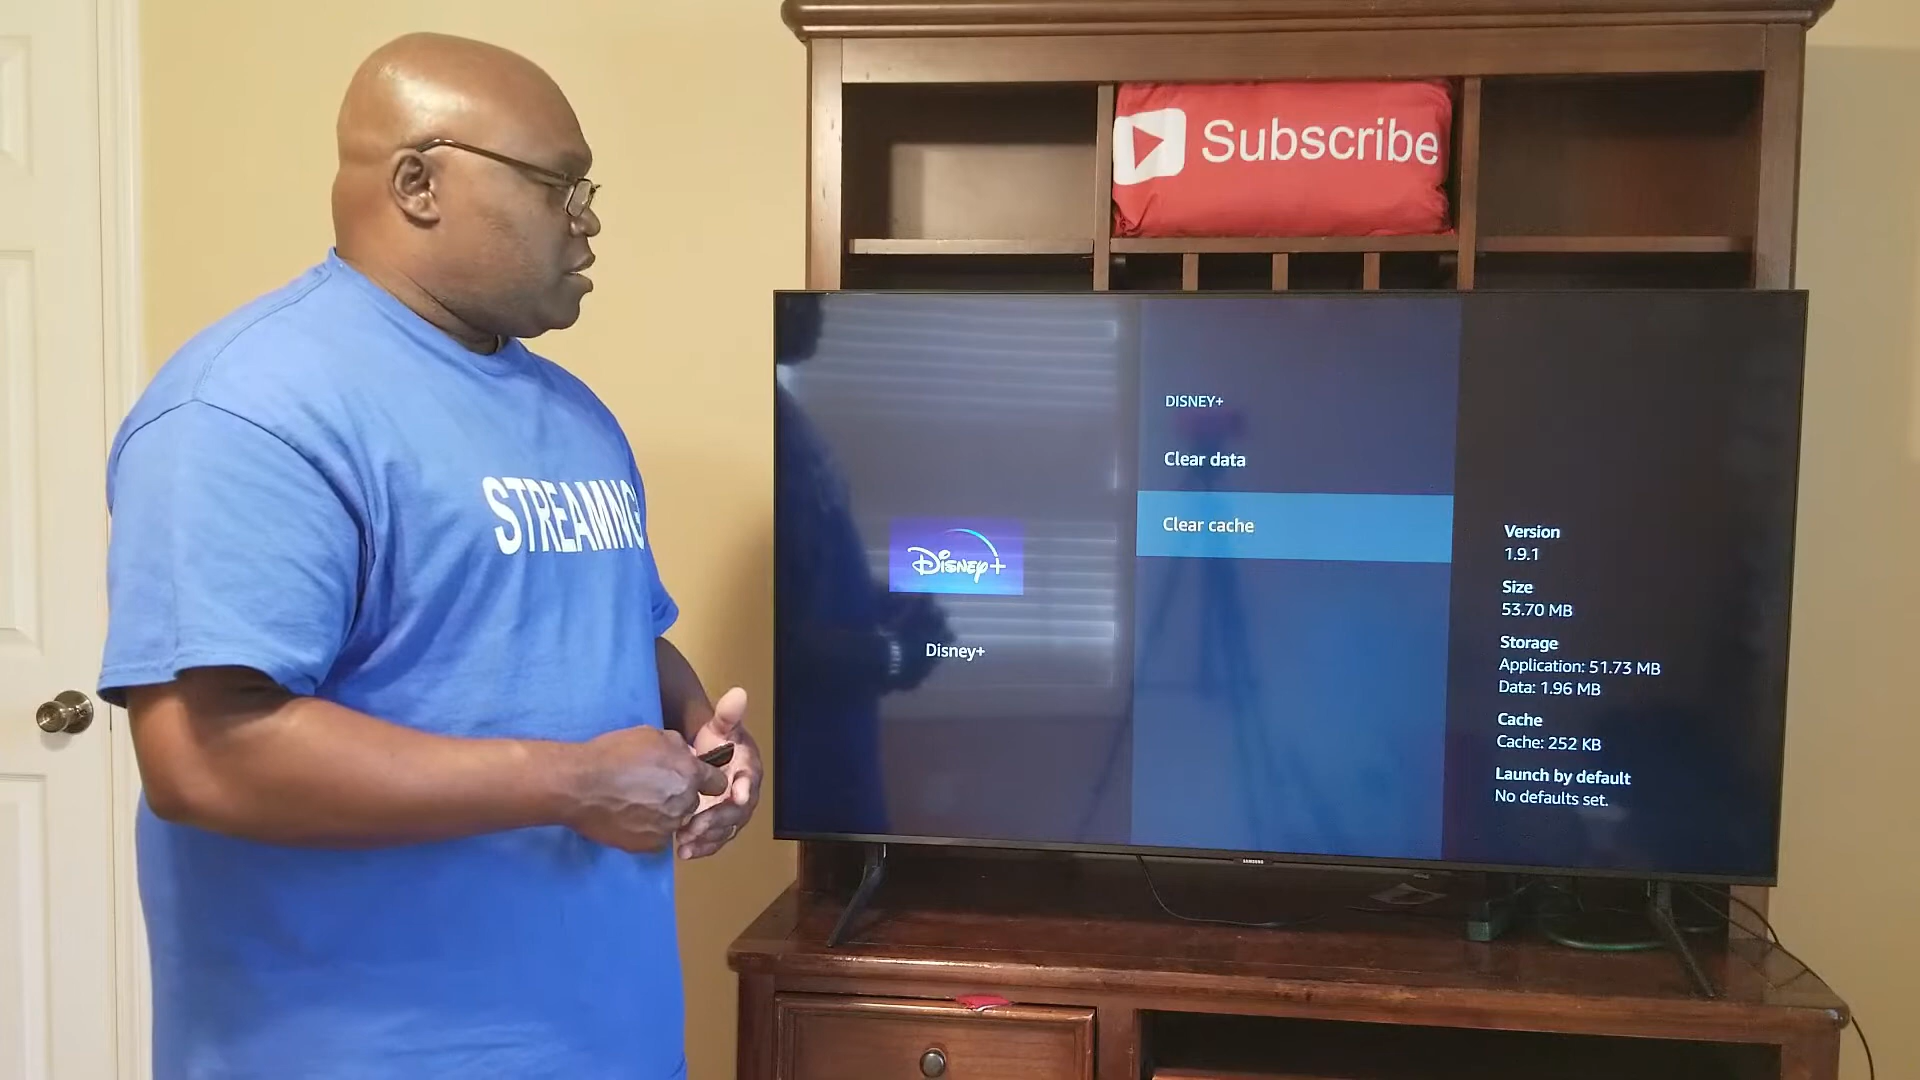 Subscribe
STREAMNG
DISNEY+
Clear data
Clear cache
Disney+
Disney+
Version
1.9.1
Size
53.70 MB
Storage
Application: 51.73 MB
Data: 1.96 MB
Cache
Cache: 252 KB
Launch by default
No defaults set.
SAMSUNG